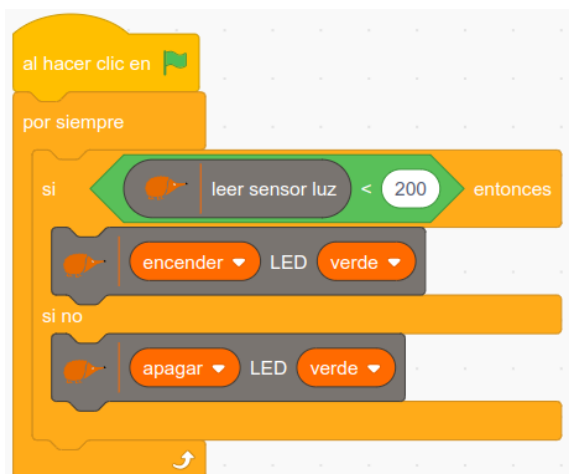 al hacer clic en
por siempre
si leer sensor luz < 200 entonces
encender LED verde
si no
apagar LED verde